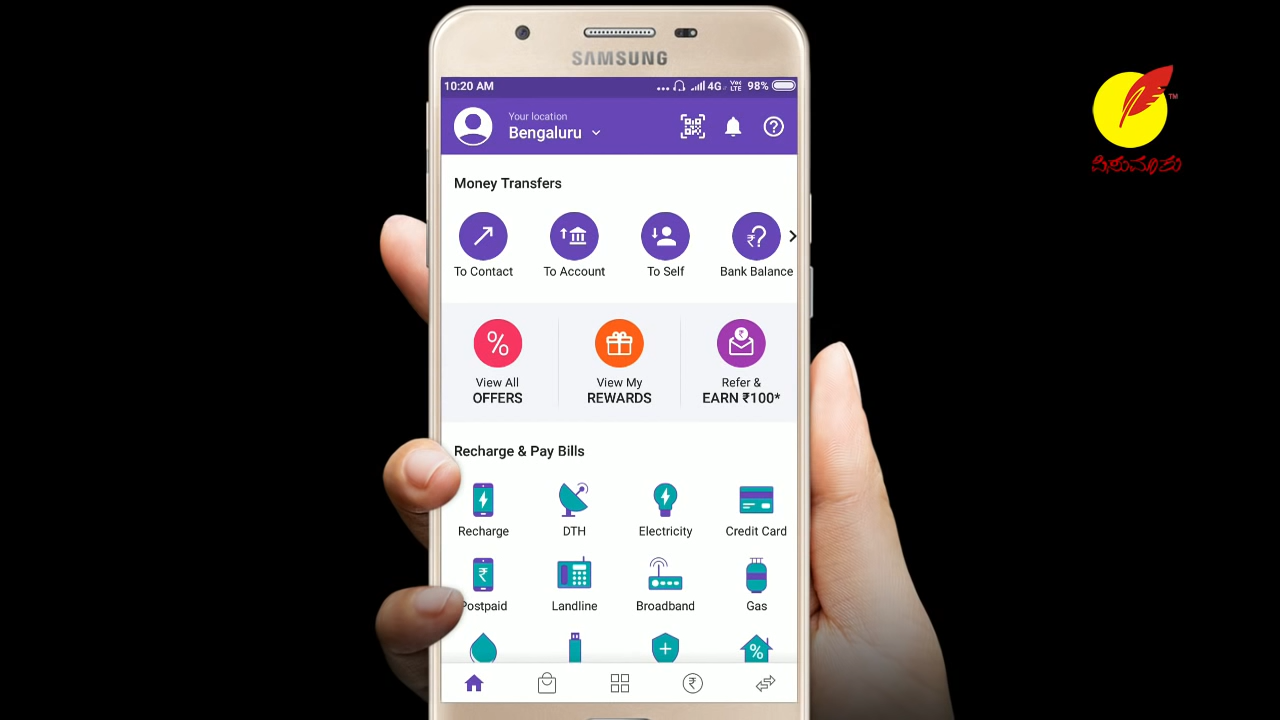 SAMSUNG
10:20 AM
4G
VoLTE
98%
Your location
Bengaluru
Money Transfers
To Contact
To Account
To Self
Bank Balance
View All
OFFERS
View My
REWARDS
Refer &
EARN ₹100*
Recharge & Pay Bills
Recharge
DTH
Electricity
Credit Card
Postpaid
Landline
Broadband
Gas
TM
ಪಿಸುಮಾತು